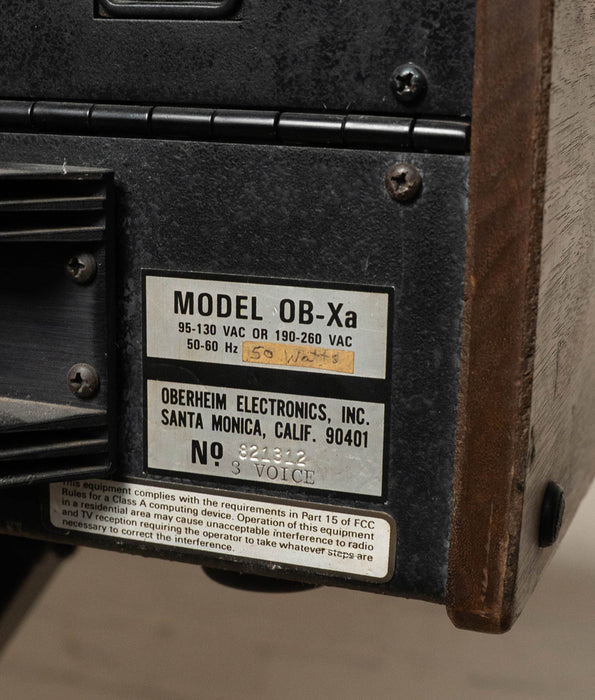 MODEL OB-Xa
95-130 VAC OR 190-260 VAC
50-60 Hz 50 Watts
OBERHEIM ELECTRONICS, INC.
SANTA MONICA, CALIF. 90401
Nº 821312
3 VOICE
This equipment complies with the requirements in Part 15 of FCC
Rules for a Class A computing device. Operation of this equipment
in a residential area may cause unacceptable interference to radio
and TV reception requiring the operator to take whatever steps are
necessary to correct the interference.